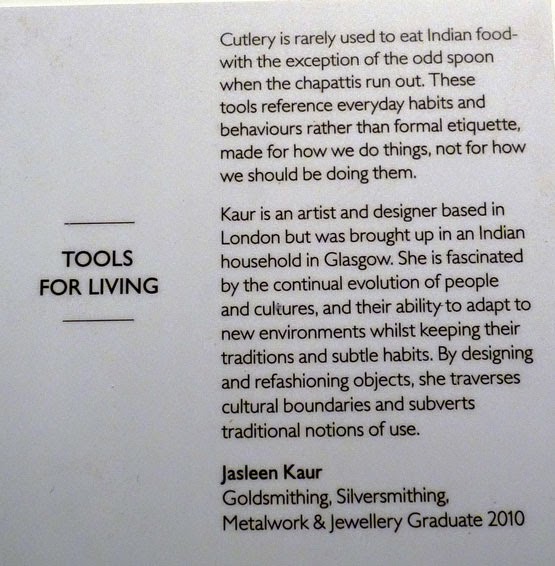 Cutlery is rarely used to eat Indian food-
with the exception of the odd spoon
when the chapattis run out. These
tools reference everyday habits and
behaviours rather than formal etiquette,
made for how we do things, not for how
we should be doing them.
TOOLS
FOR LIVING
Kaur is an artist and designer based in
London but was brought up in an Indian
household in Glasgow. She is fascinated
by the continual evolution of people
and cultures, and their ability to adapt to
new environments whilst keeping their
traditions and subtle habits. By designing
and refashioning objects, she traverses
cultural boundaries and subverts
traditional notions of use.
Jasleen Kaur
Goldsmithing, Silversmithing,
Metalwork & Jewellery Graduate 2010